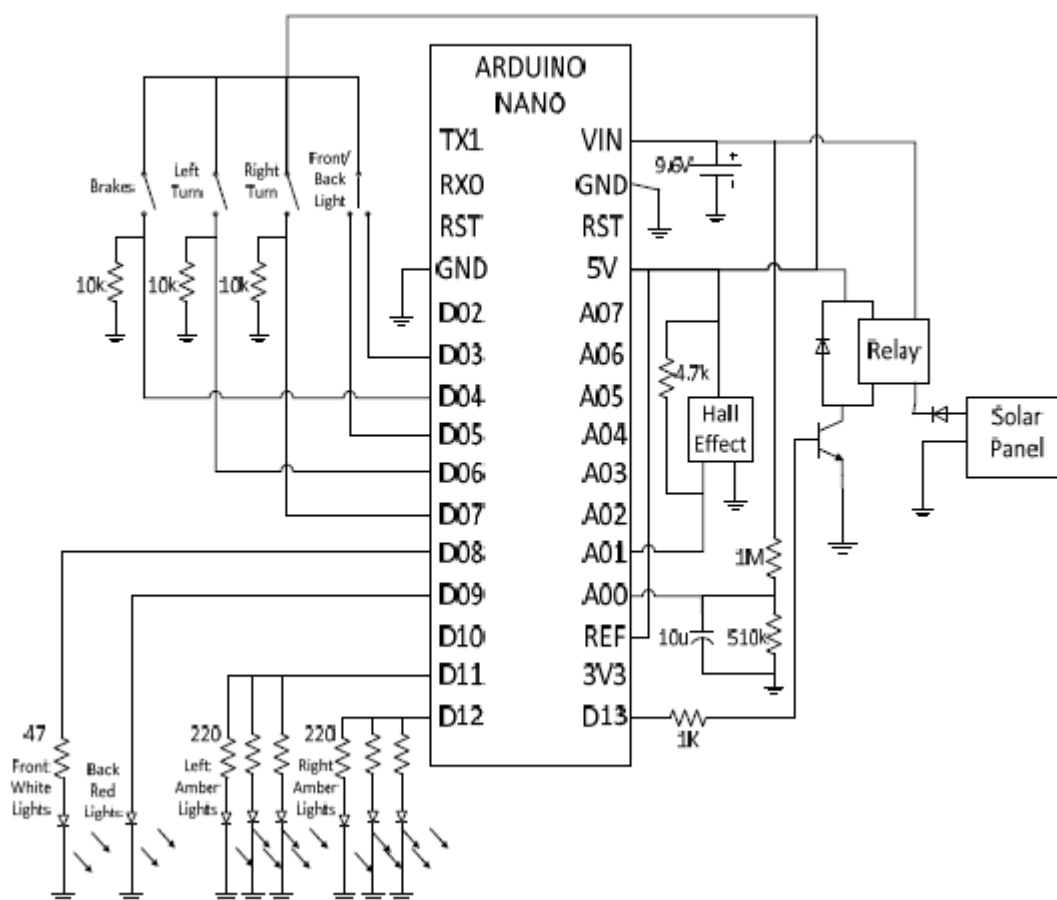 ARDUINO
NANO
TX1
RX0
RST
GND
D02
D03
D04
D05
D06
D07
D08
D09
D10
D11
D12
VIN
GND
RST
5V
A07
A06
A05
A04
A03
A02
A01
A00
REF
3V3
D13
Brakes
Left
Turn
Right
Turn
Front/
Back
Light
10k
10k
10k
9.6V
+
-
4.7k
Hall
Effect
Relay
Solar
Panel
1M
10u
510k
1K
47
Front
White
Lights
Back
Red
Lights
220
Left
Amber
Lights
220
Right
Amber
Lights